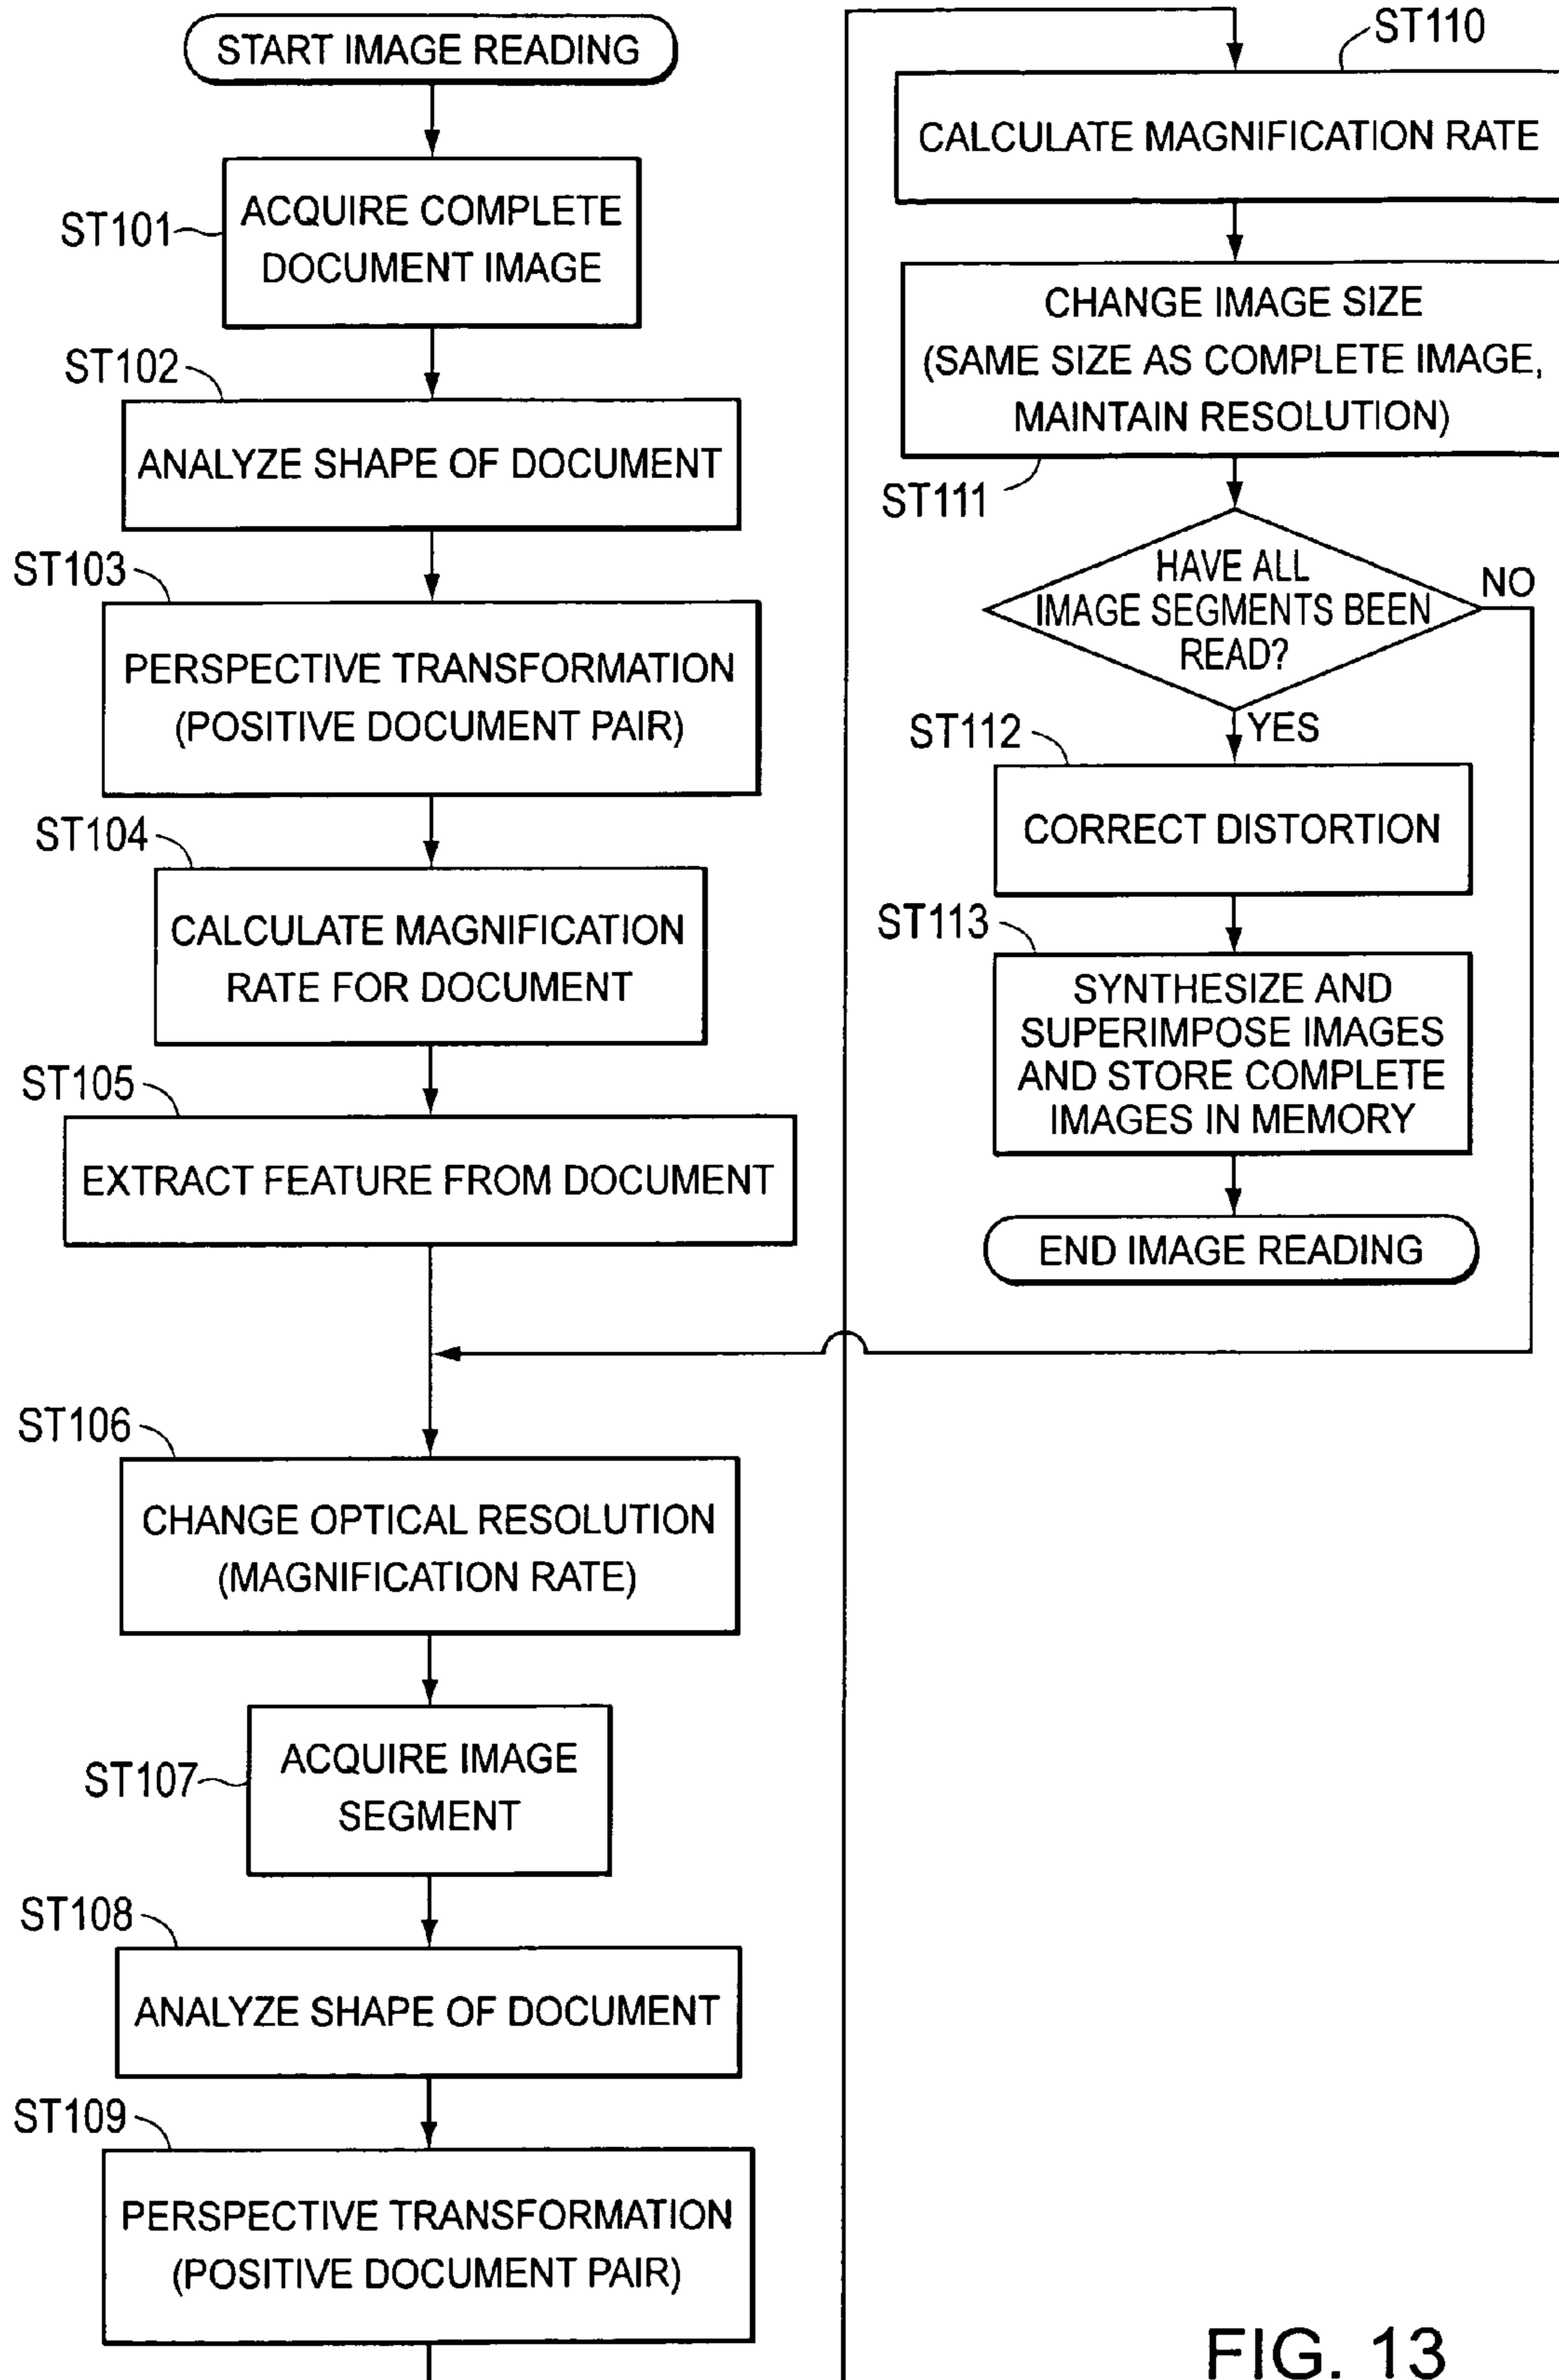 START IMAGE READING
ST101
ACQUIRE COMPLETE
DOCUMENT IMAGE
ST102
ANALYZE SHAPE OF DOCUMENT
ST103
PERSPECTIVE TRANSFORMATION
(POSITIVE DOCUMENT PAIR)
ST104
CALCULATE MAGNIFICATION
RATE FOR DOCUMENT
ST105
EXTRACT FEATURE FROM DOCUMENT
ST106
CHANGE OPTICAL RESOLUTION
(MAGNIFICATION RATE)
ST107
ACQUIRE IMAGE
SEGMENT
ST108
ANALYZE SHAPE OF DOCUMENT
ST109
PERSPECTIVE TRANSFORMATION
(POSITIVE DOCUMENT PAIR)
ST110
CALCULATE MAGNIFICATION RATE
CHANGE IMAGE SIZE
(SAME SIZE AS COMPLETE IMAGE,
MAINTAIN RESOLUTION)
ST111
HAVE ALL
IMAGE SEGMENTS BEEN
READ?
NO
YES
ST112
CORRECT DISTORTION
ST113
SYNTHESIZE AND
SUPERIMPOSE IMAGES
AND STORE COMPLETE
IMAGES IN MEMORY
END IMAGE READING
FIG. 13